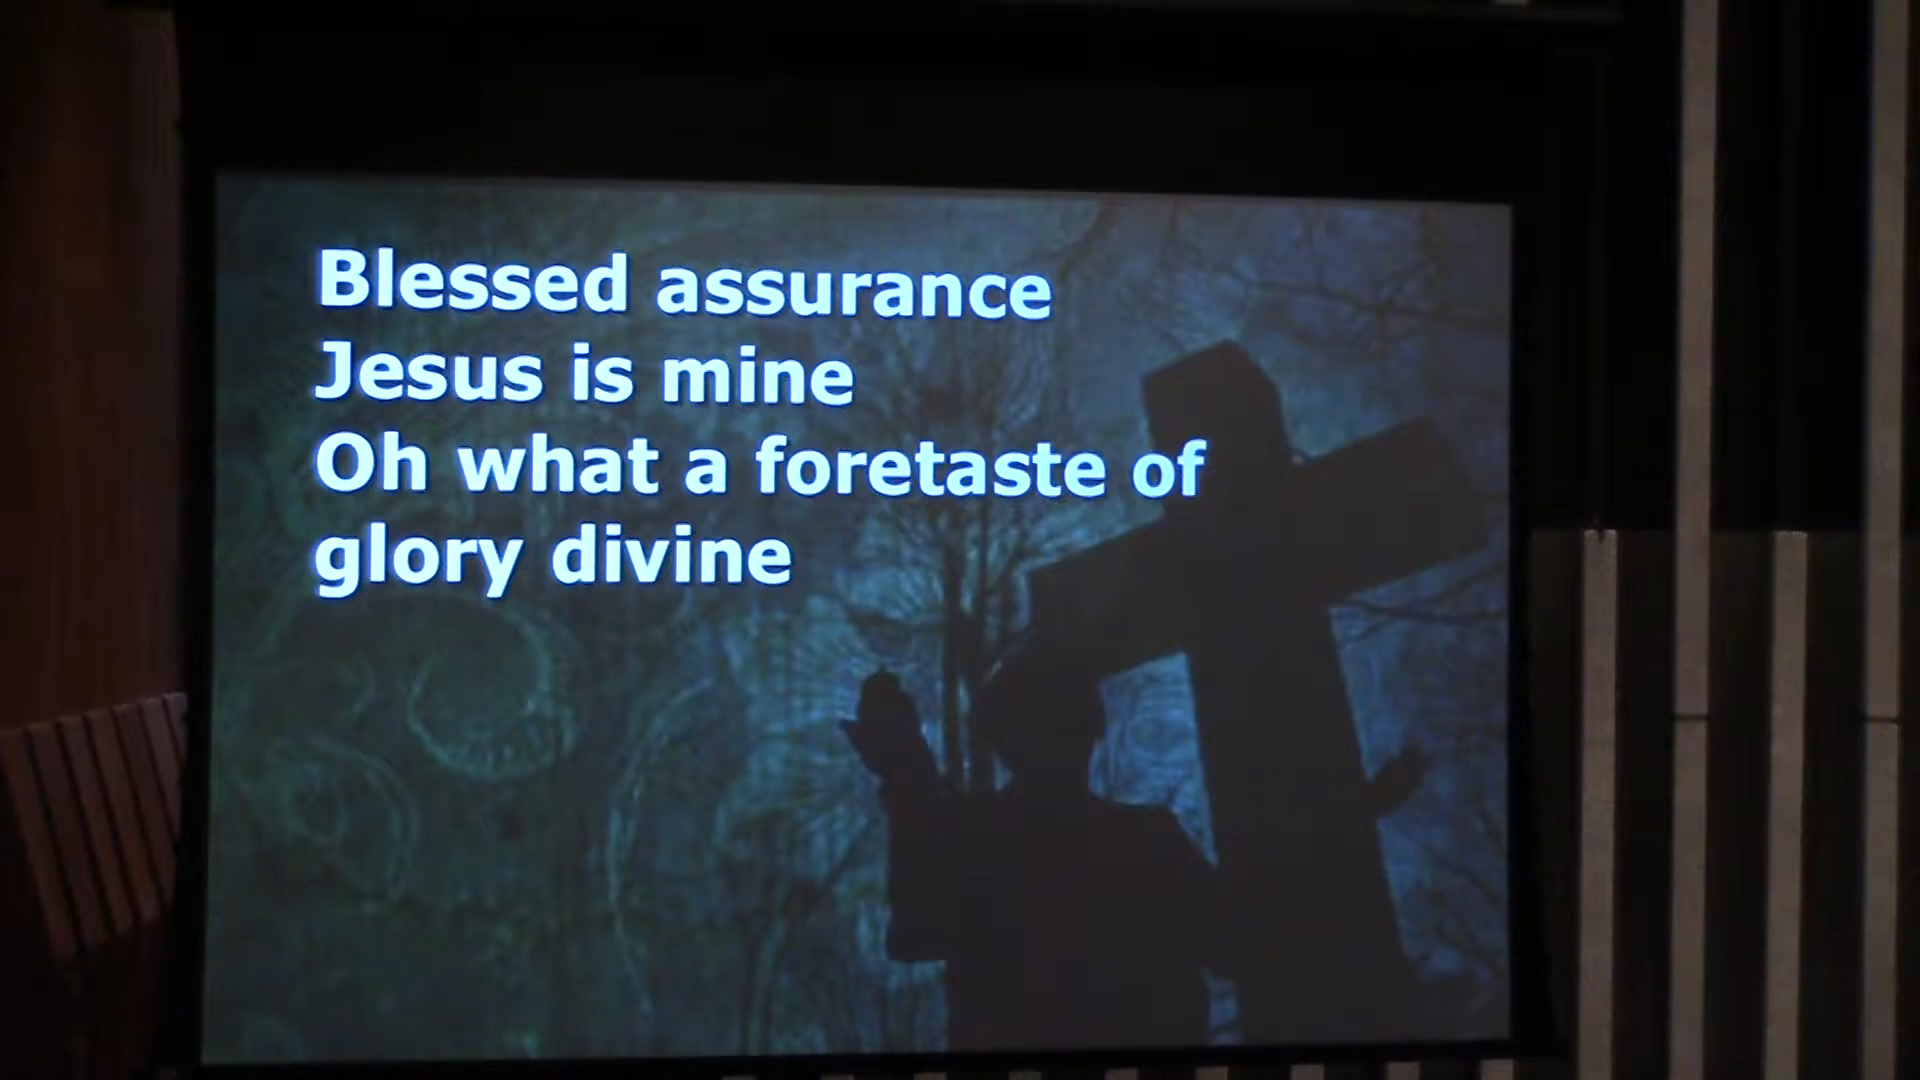 Blessed assurance
Jesus is mine
Oh what a foretaste of
glory divine